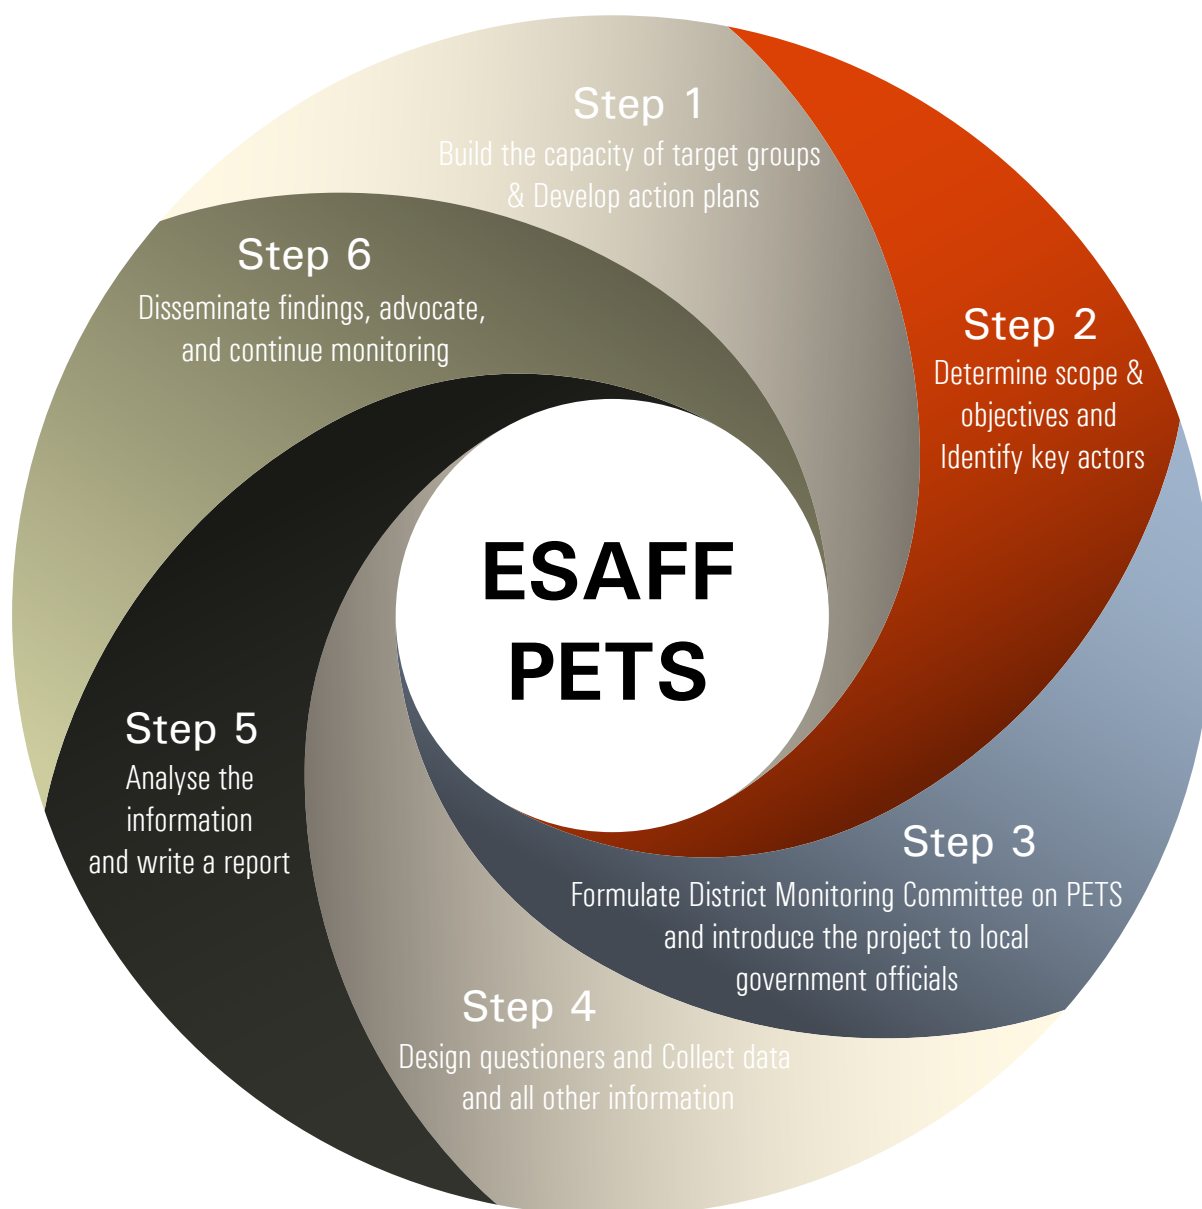 Step 1
Build the capacity of target groups
& Develop action plans
Step 2
Determine scope &
objectives and
Identify key actors
Step 3
Formulate District Monitoring Committee on PETS
and introduce the project to local
government officials
Step 4
Design questioners and Collect data
and all other information
Step 5
Analyse the
information
and write a report
Step 6
Disseminate findings, advocate,
and continue monitoring
ESAFF
PETS